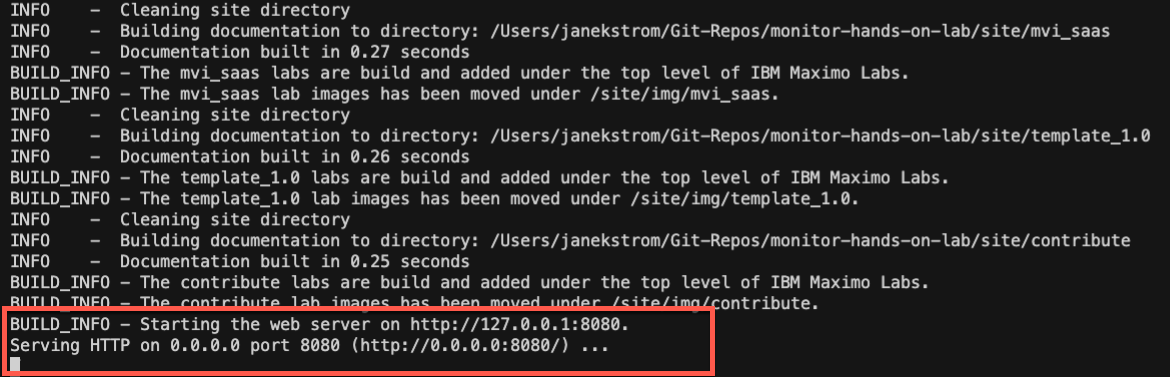 INFO    -  Cleaning site directory
INFO    -  Building documentation to directory: /Users/janekstrom/Git-Repos/monitor-hands-on-lab/site/mvi_saas
INFO    -  Documentation built in 0.27 seconds
BUILD_INFO - The mvi_saas labs are build and added under the top level of IBM Maximo Labs.
BUILD_INFO - The mvi_saas lab images has been moved under /site/img/mvi_saas.
INFO    -  Cleaning site directory
INFO    -  Building documentation to directory: /Users/janekstrom/Git-Repos/monitor-hands-on-lab/site/template_1.0
INFO    -  Documentation built in 0.26 seconds
BUILD_INFO - The template_1.0 labs are build and added under the top level of IBM Maximo Labs.
BUILD_INFO - The template_1.0 lab images has been moved under /site/img/template_1.0.
INFO    -  Cleaning site directory
INFO    -  Building documentation to directory: /Users/janekstrom/Git-Repos/monitor-hands-on-lab/site/contribute
INFO    -  Documentation built in 0.25 seconds
BUILD_INFO - The contribute labs are build and added under the top level of IBM Maximo Labs.
BUILD_INFO - The contribute lab images has been moved under /site/img/contribute.
BUILD_INFO - Starting the web server on http://127.0.0.1:8080.
Serving HTTP on 0.0.0.0 port 8080 (http://0.0.0.0:8080/) ...